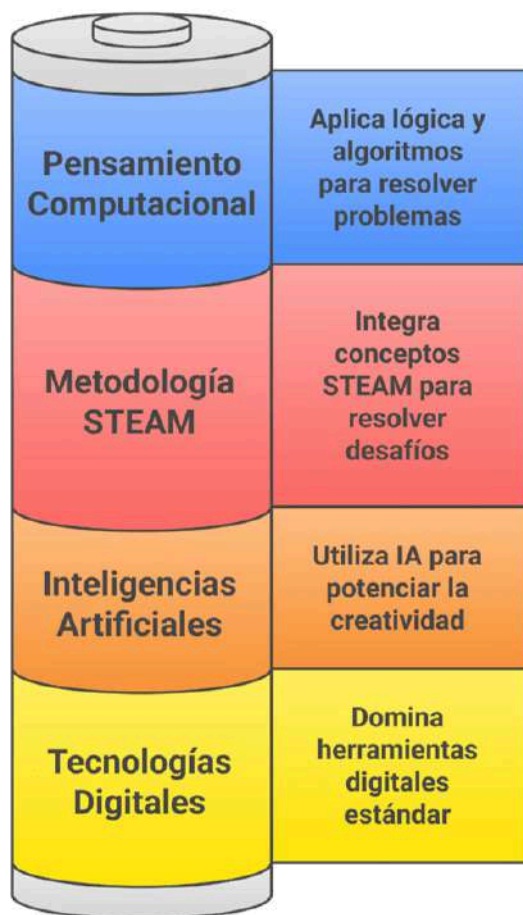 Pensamiento
Computacional
Aplica lógica y
algoritmos
para resolver
problemas
Metodología
STEAM
Integra
conceptos
STEAM para
resolver
desafíos
Inteligencias
Artificiales
Utiliza IA para
potenciar la
creatividad
Tecnologías
Digitales
Domina
herramientas
digitales
estándar